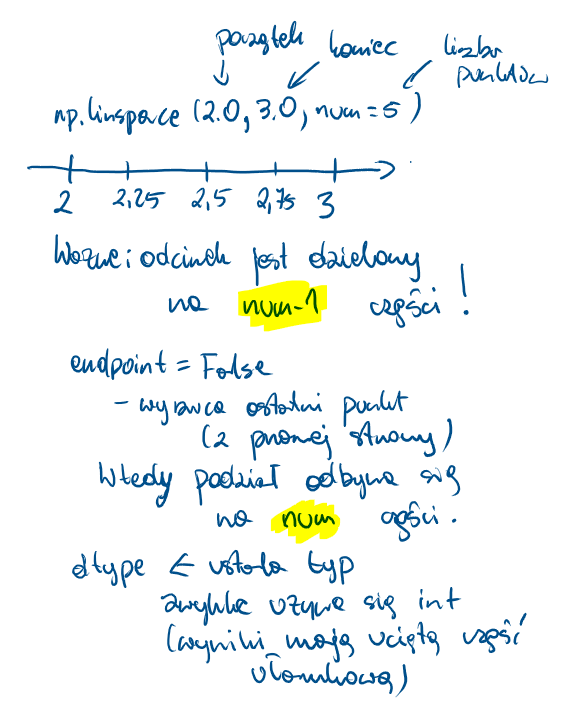 początek koniec liczba punktów
np.linspace (2.0, 3.0, num=5)
2 2,25 2,5 2,75 3
Ważne: odcinek jest dzielony
na num-1 części!
endpoint = False
- wyrzuca ostatni punkt
(z prawej strony)
Wtedy podział odbywa się
na num części.
dtype ← ustala typ
zwykle używa się int
(wyniki mają uciętą część
ułamkową)